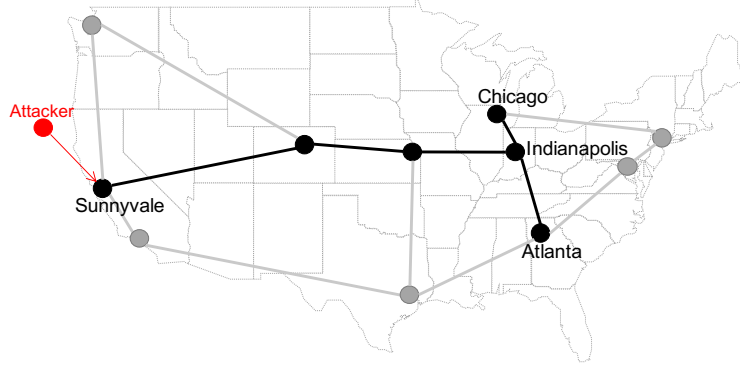 Chicago
Attacker
Indianapolis
Sunnyvale
Atlanta